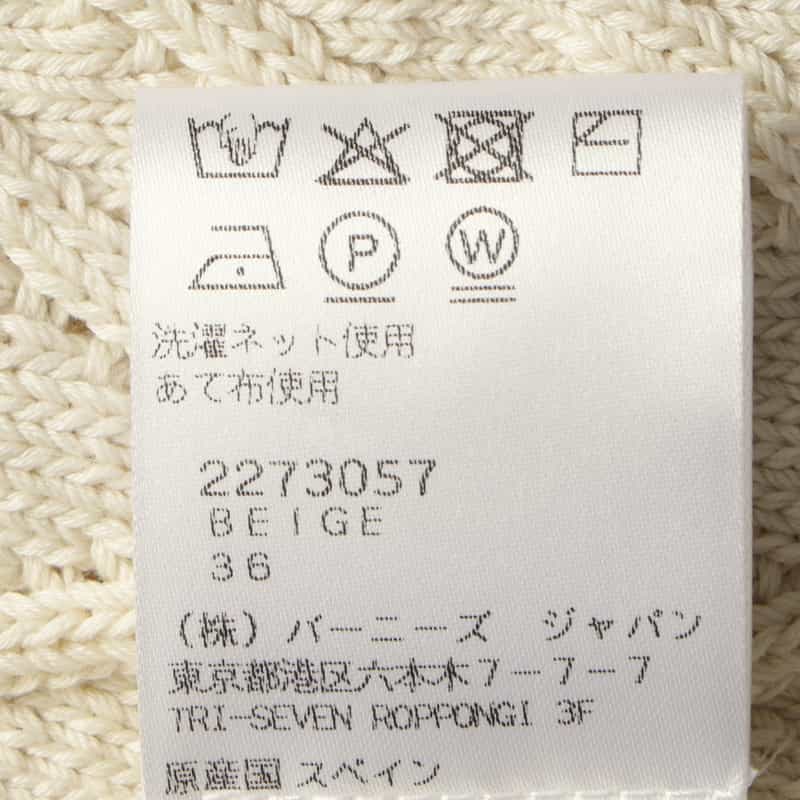 P W
洗濯ネット使用
あて布使用
2273057
BEIGE
36
(株) バーニーズ ジャパン
東京都港区六本木7-7-7
TRI-SEVEN ROPPONGI 3F
原産国 スペイン